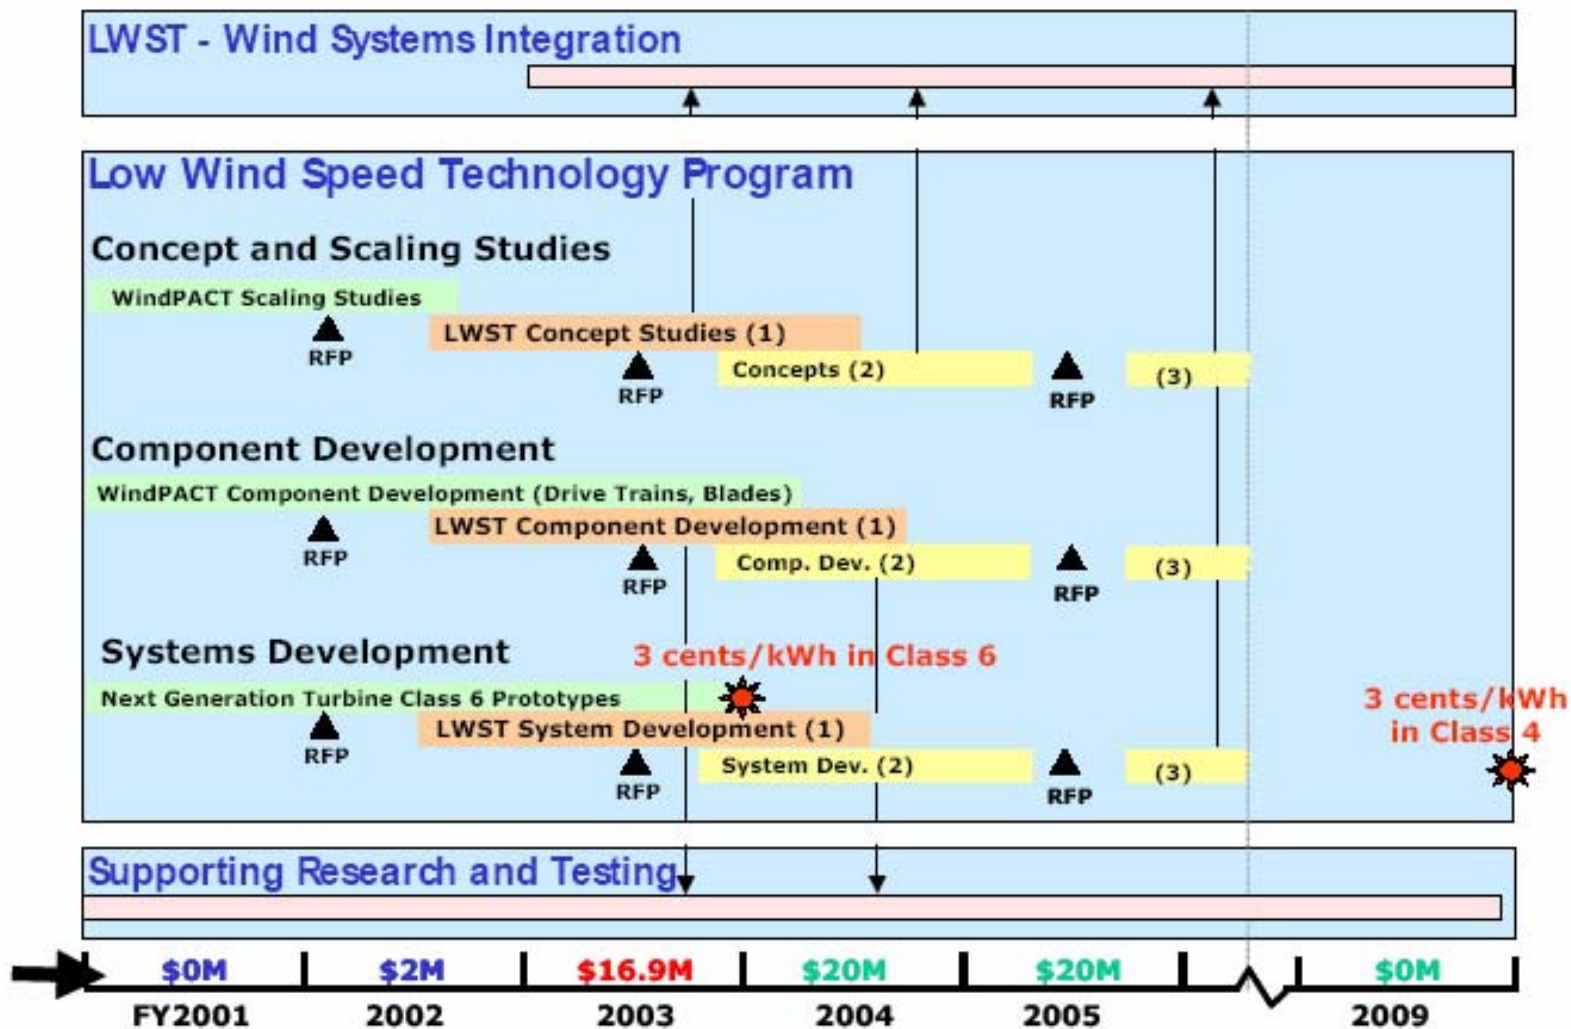 LWST - Wind Systems Integration
Low Wind Speed Technology Program
Concept and Scaling Studies
WindPACT Scaling Studies
RFP
LWST Concept Studies (1)
RFP
Concepts (2)
RFP
(3)
Component Development
WindPACT Component Development (Drive Trains, Blades)
RFP
LWST Component Development (1)
RFP
Comp. Dev. (2)
RFP
(3)
Systems Development
3 cents/kWh in Class 6
Next Generation Turbine Class 6 Prototypes
RFP
LWST System Development (1)
RFP
System Dev. (2)
RFP
(3)
3 cents/kWh
in Class 4
Supporting Research and Testing
$0M $2M $16.9M $20M $20M $0M
FY2001 2002 2003 2004 2005 2009